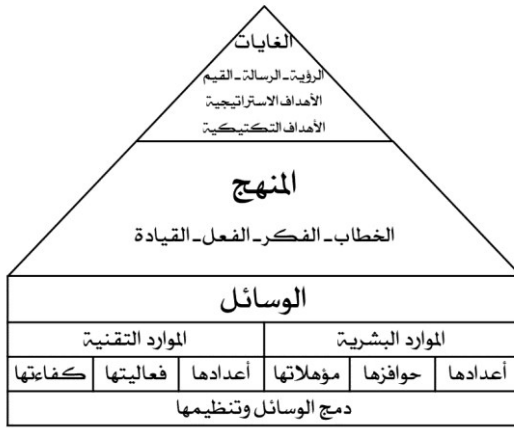 الغايات
الرؤية - الرسالة - القيم
الأهداف الاستراتيجية
الأهداف التكتيكية
المنهج
الخطاب - الفكر - الفعل - القيادة
الوسائل
الموارد البشرية الموارد التقنية
أعدادها حوافزها مؤهلاتها أعدادها فعاليتها كفاءتها
دمج الوسائل وتنظيمها